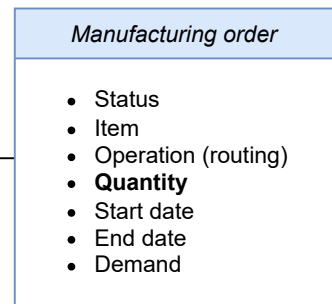 Manufacturing order
• Status
• Item
• Operation (routing)
• Quantity
• Start date
• End date
• Demand